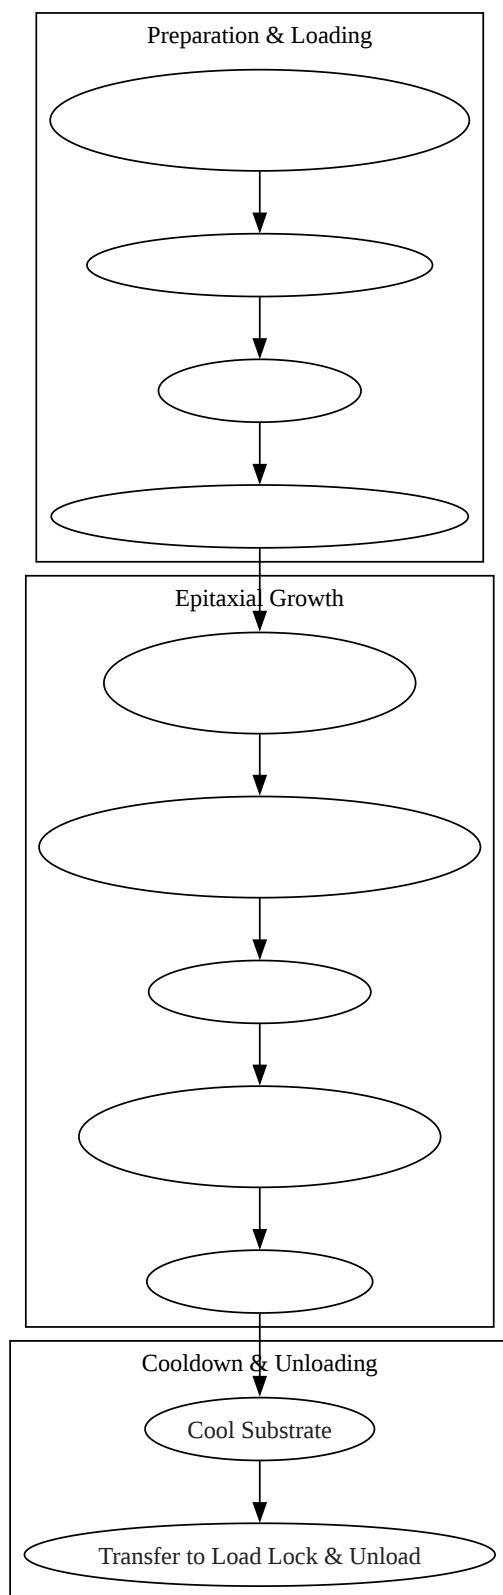 Preparation & Loading
Epitaxial Growth
Cooldown & Unloading
Cool Substrate
Transfer to Load Lock & Unload